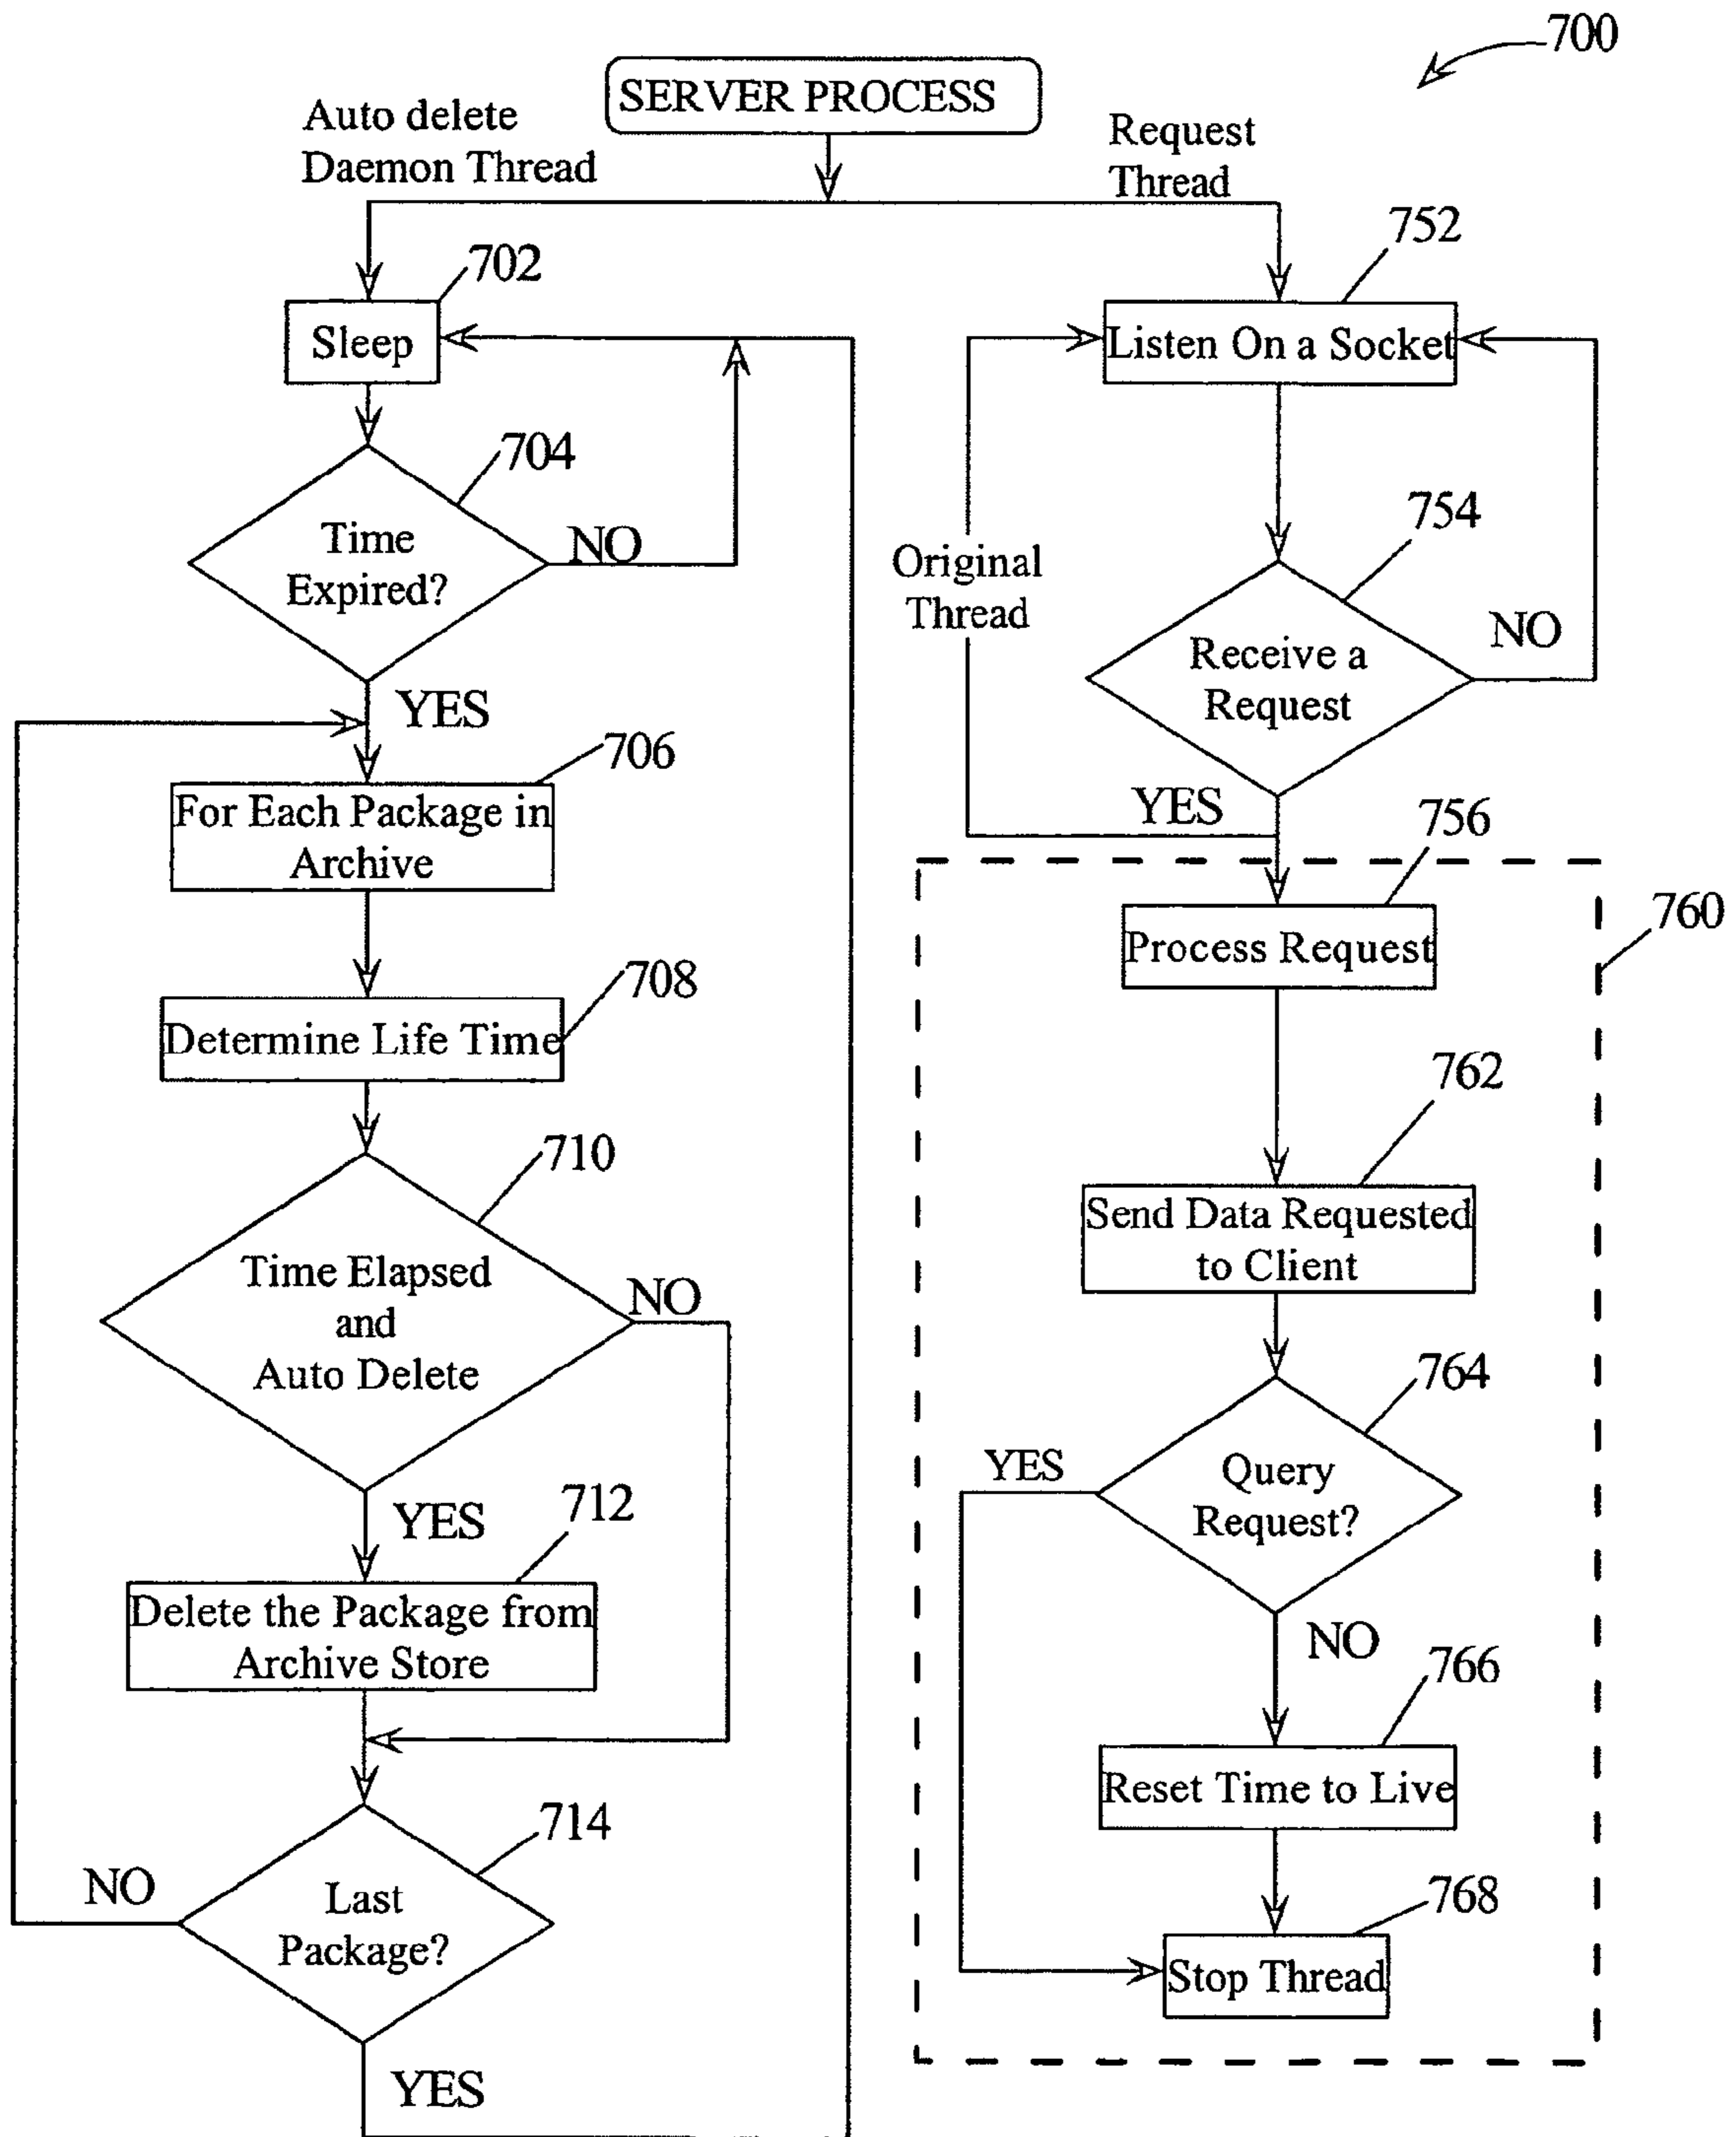 700
SERVER PROCESS
Auto delete
Daemon Thread
Request
Thread
702
Sleep
704
Time
Expired?
NO
YES
706
For Each Package in
Archive
708
Determine Life Time
710
Time Elapsed
and
Auto Delete
NO
YES
712
Delete the Package from
Archive Store
714
Last
Package?
NO
YES
752
Listen On a Socket
754
Receive a
Request
NO
Original
Thread
YES
756
Process Request
760
762
Send Data Requested
to Client
764
Query
Request?
YES
NO
766
Reset Time to Live
768
Stop Thread